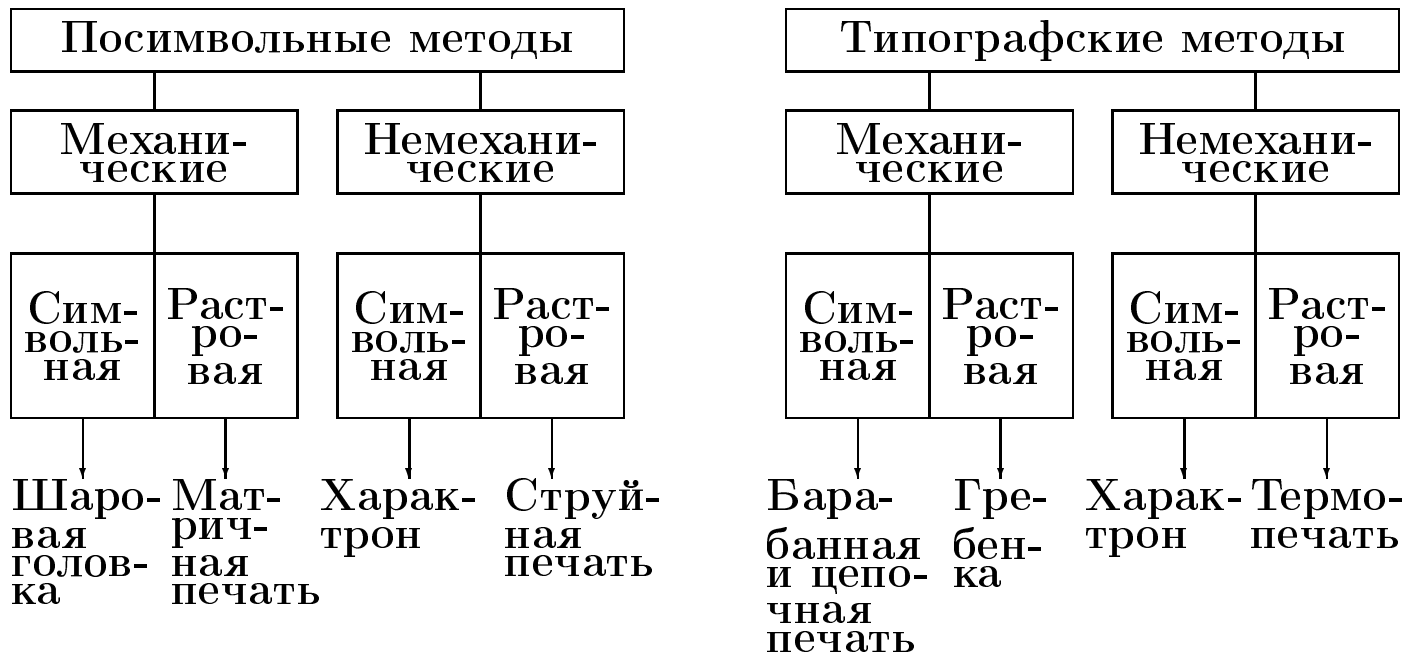 Посимвольные методы
Механи-
ческие
Немехани-
ческие
Сим-
воль-
ная
Раст-
ро-
вая
Сим-
воль-
ная
Раст-
ро-
вая
Шаро-
вая
голов-
ка
Мат-
рич-
ная
печать
Харак-
трон
Струй-
ная
печать
Типографские методы
Механи-
ческие
Немехани-
ческие
Сим-
воль-
ная
Раст-
ро-
вая
Сим-
воль-
ная
Раст-
ро-
вая
Бара-
банная
и цепо-
чная
печать
Гре-
бен-
ка
Харак-
трон
Термо-
печать